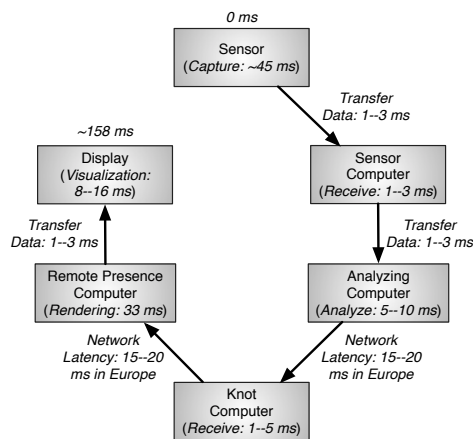 0 ms
Sensor
(Capture: ~45 ms)
Transfer
Data: 1--3 ms
Sensor
Computer
(Receive: 1--3 ms)
Transfer
Data: 1--3 ms
Analyzing
Computer
(Analyze: 5--10 ms)
Network
Latency: 15--20
ms in Europe
Knot
Computer
(Receive: 1--5 ms)
Network
Latency: 15--20
ms in Europe
Remote Presence
Computer
(Rendering: 33 ms)
Transfer
Data: 1--3 ms
~158 ms
Display
(Visualization:
8--16 ms)